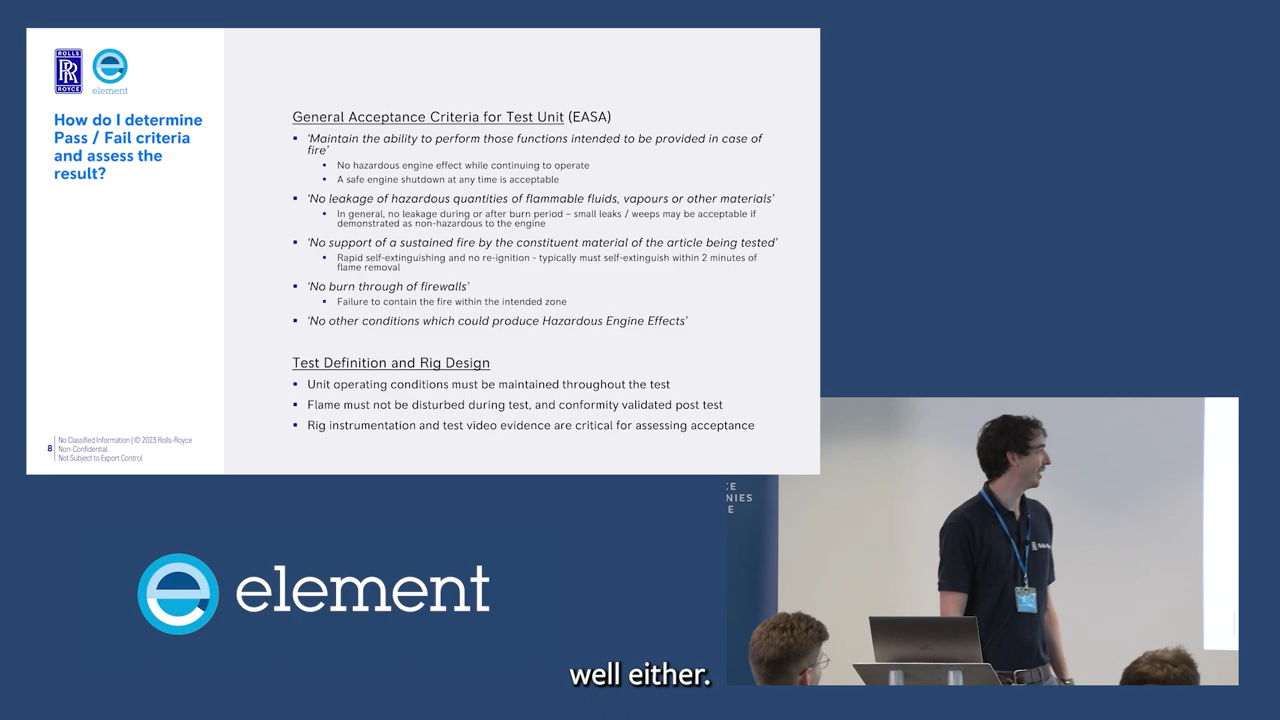 ROLLS
RR
ROYCE
element
How do I determine
Pass / Fail criteria
and assess the
result?
General Acceptance Criteria for Test Unit (EASA)
▪ ‘Maintain the ability to perform those functions intended to be provided in case of
fire’
▪ No hazardous engine effect while continuing to operate
▪ A safe engine shutdown at any time is acceptable
▪ ‘No leakage of hazardous quantities of flammable fluids, vapours or other materials’
▪ In general, no leakage during or after burn period – small leaks / weeps may be acceptable if
demonstrated as non-hazardous to the engine
▪ ‘No support of a sustained fire by the constituent material of the article being tested’
▪ Rapid self-extinguishing and no re-ignition - typically must self-extinguish within 2 minutes of
flame removal
▪ ‘No burn through of firewalls’
▪ Failure to contain the fire within the intended zone
▪ ‘No other conditions which could produce Hazardous Engine Effects’
Test Definition and Rig Design
▪ Unit operating conditions must be maintained throughout the test
▪ Flame must not be disturbed during test, and conformity validated post test
▪ Rig instrumentation and test video evidence are critical for assessing acceptance
8
No Classified Information | © 2023 Rolls-Royce
Non-Confidential
Not Subject to Export Control
element
well either.